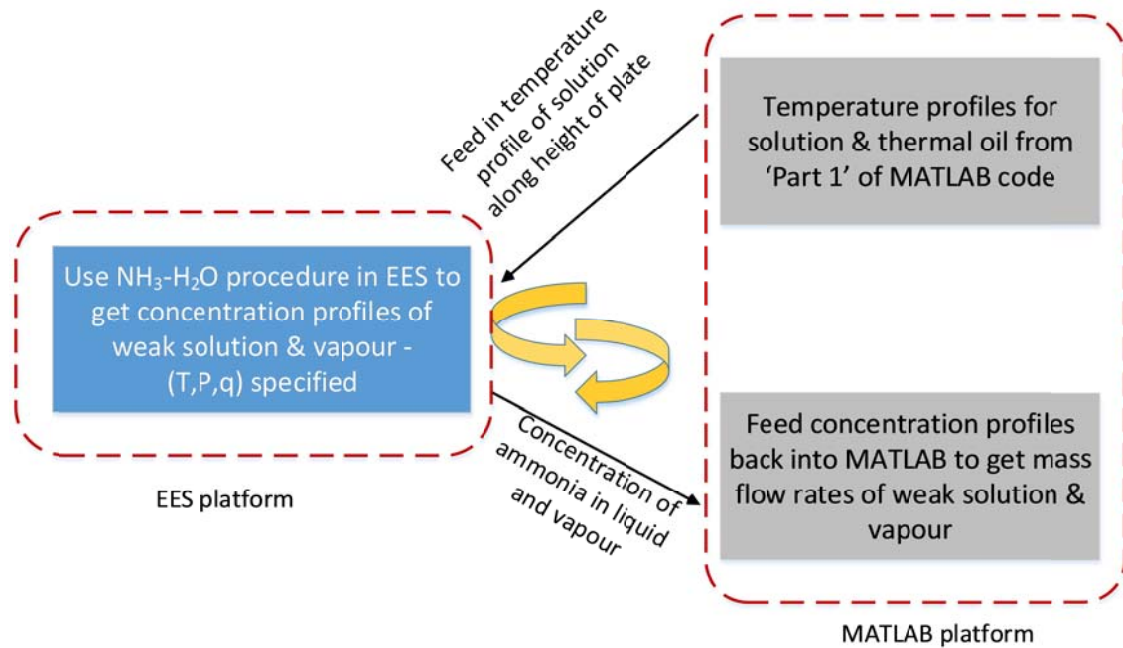 Feed in temperature
profile of solution
along height of plate
Temperature profiles for
solution & thermal oil from
‘Part 1’ of MATLAB code
Use NH₃-H₂O procedure in EES to
get concentration profiles of
weak solution & vapour -
(T,P,q) specified
EES platform
Concentration of
ammonia in liquid
and vapour
Feed concentration profiles
back into MATLAB to get mass
flow rates of weak solution &
vapour
MATLAB platform